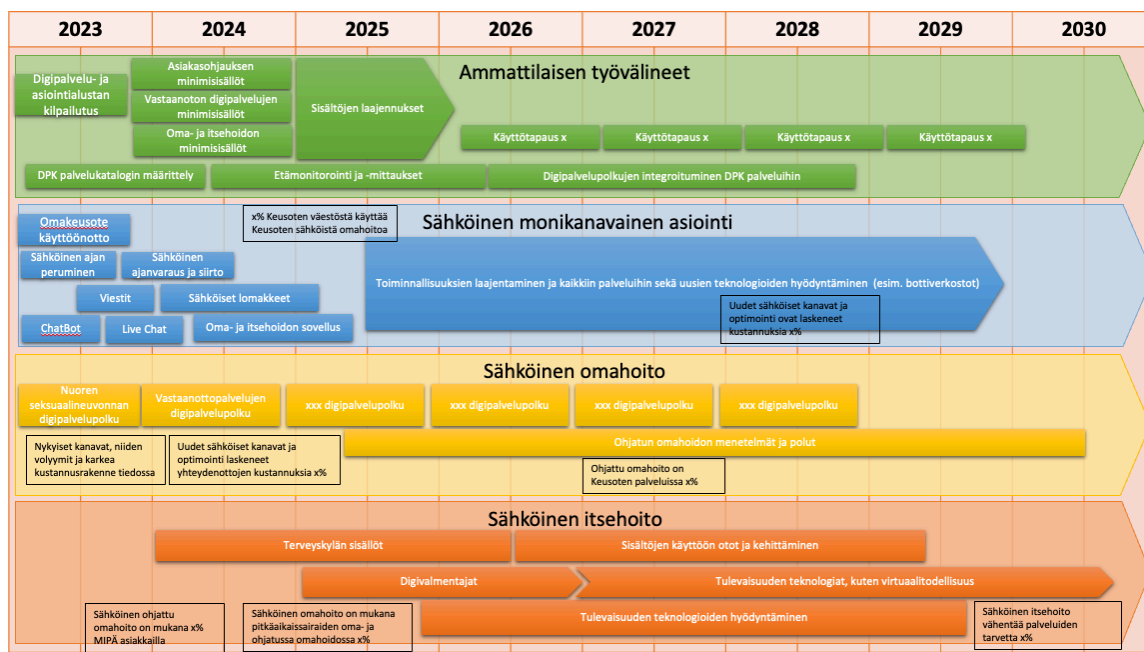 2023 2024 2025 2026 2027 2028 2029 2030
Ammattilaisen työvälineet
Digipalvelu- ja
asiointialustan
kilpailutus
Asiakasohjauksen
minimisisällöt
Vastaanoton digipalvelujen
minimisisällöt
Oma- ja itsehoidon
minimisisällöt
Sisältöjen laajennukset
Käyttötapaus x
Käyttötapaus x
Käyttötapaus x
Käyttötapaus x
DPK palvelukatalogin määrittely
Etämonitorointi ja -mittaukset
Digipalvelupolkujen integroituminen DPK palveluihin
Sähköinen monikanavainen asiointi
Omakeusote
käyttöönotto
x% Keusoten väestöstä käyttää
Keusoten sähköistä omahoitoa
Sähköinen ajan
peruminen
Sähköinen
ajanvaraus ja siirto
Viestit
Sähköiset lomakkeet
ChatBot
Live Chat
Oma- ja itsehoidon sovellus
Toiminnallisuuksien laajentaminen ja kaikkiin palveluihin sekä uusien teknologioiden hyödyntäminen (esim. bottiverkostot)
Uudet sähköiset kanavat ja
optimointi ovat laskeneet
kustannuksia x%
Sähköinen omahoito
Nuoren
seksuaalineuvonnan
digipalvelupolku
Vastaanottopalvelujen
digipalvelupolku
xxx digipalvelupolku
xxx digipalvelupolku
xxx digipalvelupolku
xxx digipalvelupolku
Ohjatun omahoidon menetelmät ja polut
Nykyiset kanavat, niiden
volyymit ja karkea
kustannusrakenne tiedossa
Uudet sähköiset kanavat ja
optimointi laskeneet
yhteydenottojen kustannuksia x%
Ohjattu omahoito on
Keusoten palveluissa x%
Sähköinen itsehoito
Terveyskylän sisällöt
Sisältöjen käyttöön otot ja kehittäminen
Digivalmentajat
Tulevaisuuden teknologiat, kuten virtuaalitodellisuus
Tulevaisuuden teknologioiden hyödyntäminen
Sähköinen ohjattu
omahoito on mukana x%
MIPÄ asiakkailla
Sähköinen omahoito on mukana
pitkäaikaissairaiden oma- ja
ohjatussa omahoidossa x%
Sähköinen itsehoito
vähentää palveluiden
tarvetta x%